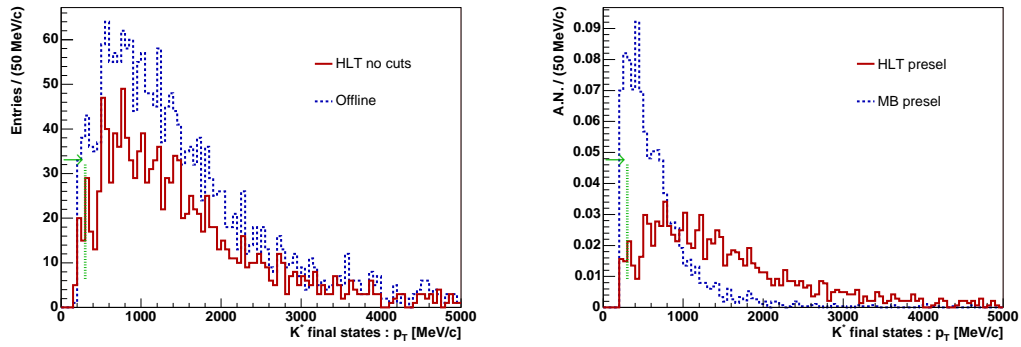 Entries / (50 MeV/c)
60
50
40
30
20
10
0
HLT no cuts
Offline
0 1000 2000 3000 4000 5000
K* final states : pT [MeV/c]
A.N. / (50 MeV/c)
0.09
0.08
0.07
0.06
0.05
0.04
0.03
0.02
0.01
0
HLT presel
MB presel
0 1000 2000 3000 4000 5000
K* final states : pT [MeV/c]